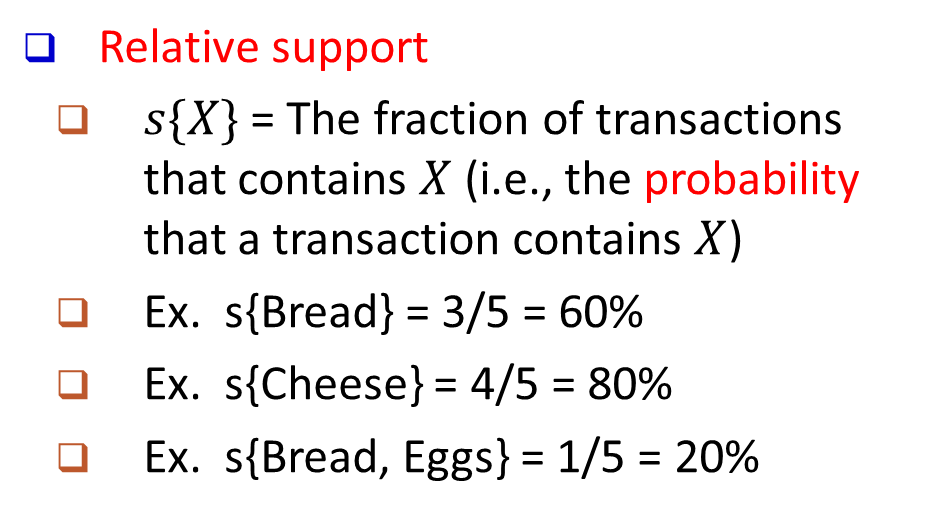 ❑ Relative support
❑ s{X} = The fraction of transactions
that contains X (i.e., the probability
that a transaction contains X)
❑ Ex. s{Bread} = 3/5 = 60%
❑ Ex. s{Cheese} = 4/5 = 80%
❑ Ex. s{Bread, Eggs} = 1/5 = 20%